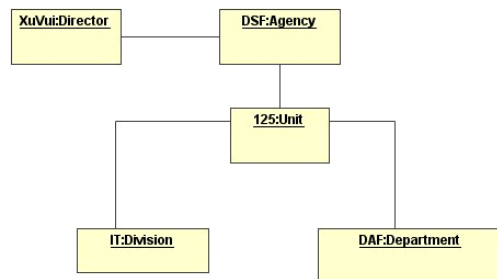 XuVui:Director
DSF:Agency
125:Unit
IT:Division
DAF:Department